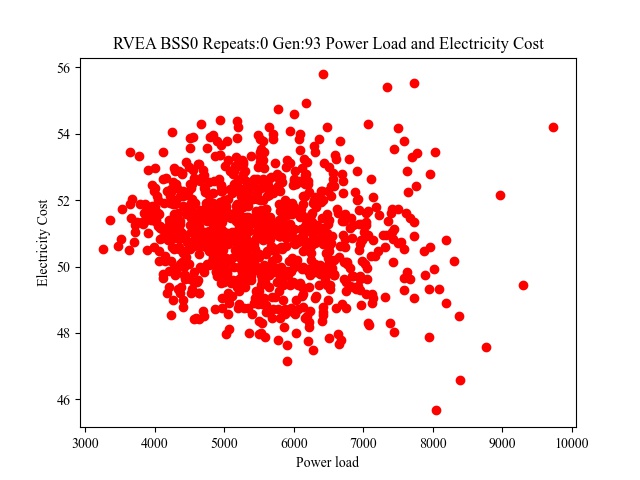 RVEA BSS0 Repeats:0 Gen:93 Power Load and Electricity Cost
56
54
52
50
48
46
Electricity Cost
3000 4000 5000 6000 7000 8000 9000 10000
Power load